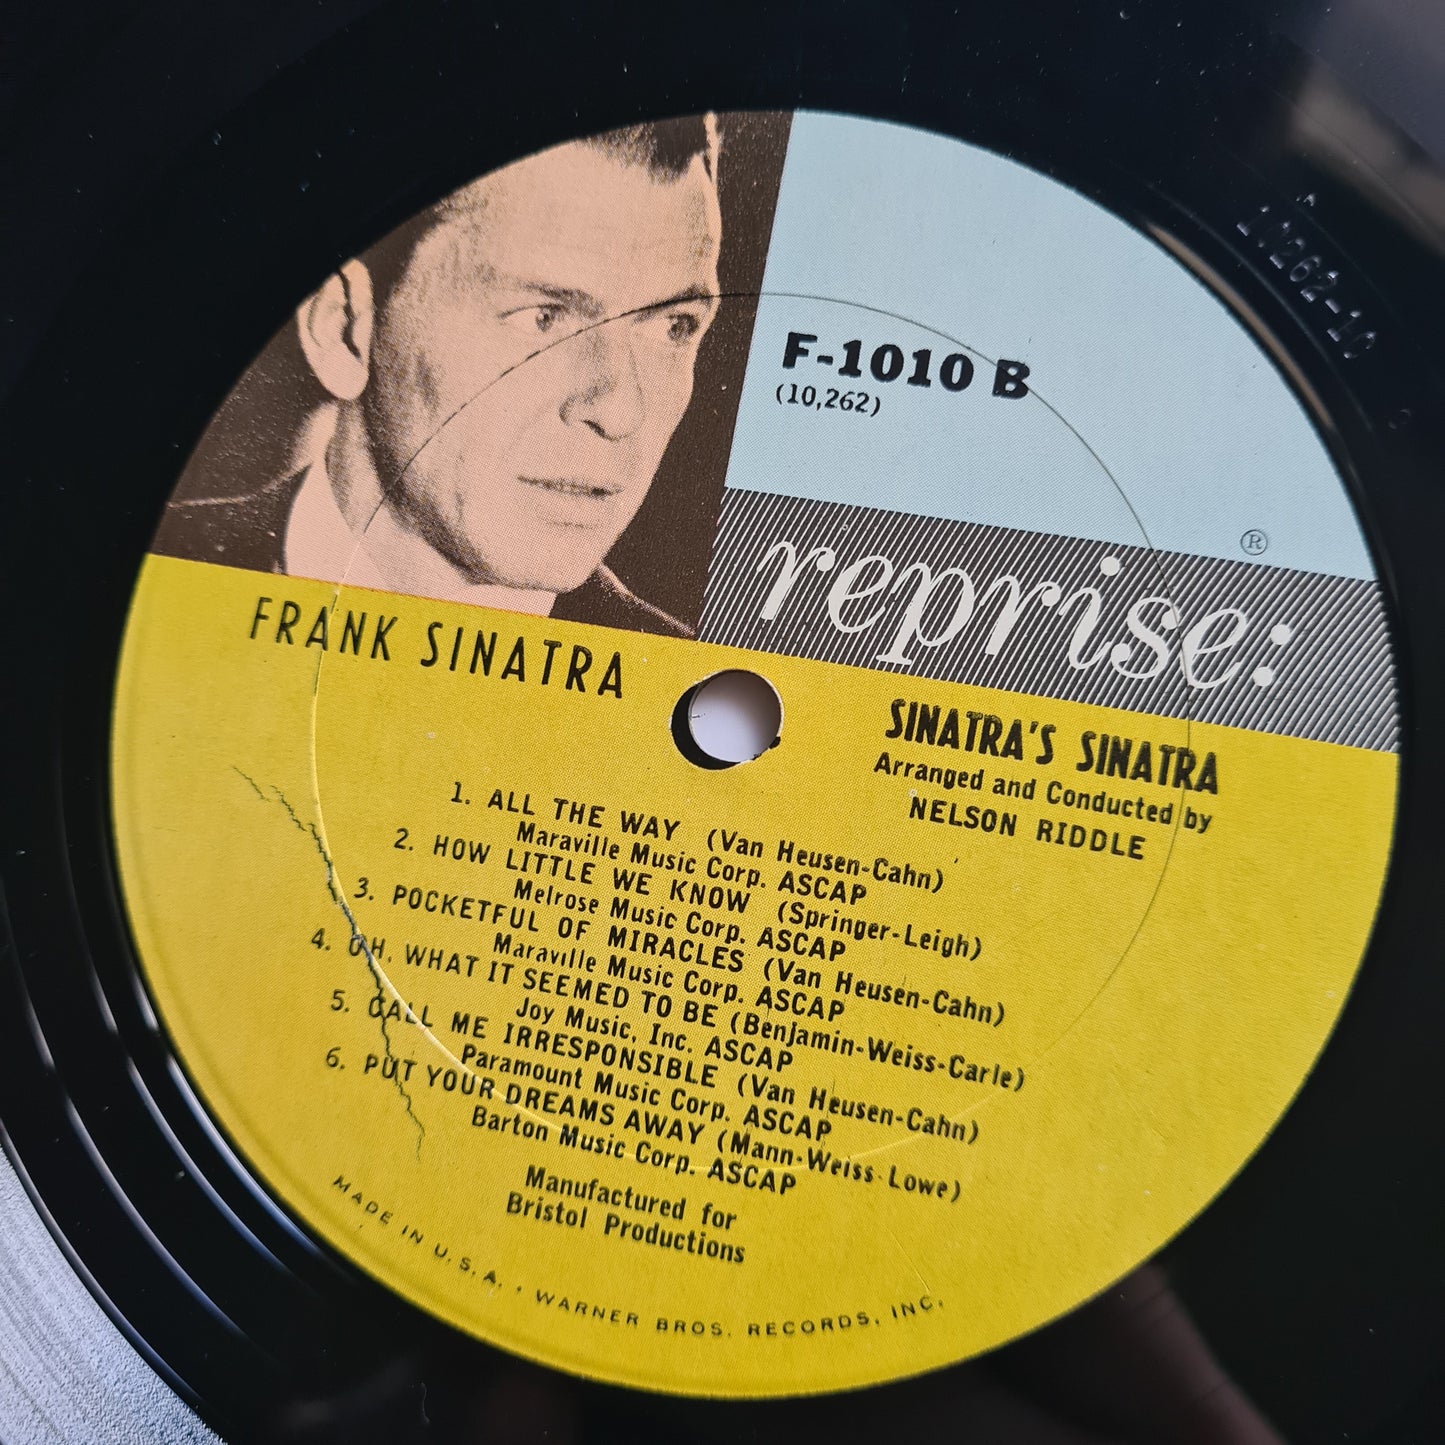 F-1010 B
(10,262)
®
reprise:
FRANK SINATRA
SINATRA'S SINATRA
Arranged and Conducted by
NELSON RIDDLE
1. ALL THE WAY (Van Heusen-Cahn)
Maraville Music Corp. ASCAP
2. HOW LITTLE WE KNOW (Springer-Leigh)
Melrose Music Corp. ASCAP
3. POCKETFUL OF MIRACLES (Van Heusen-Cahn)
Maraville Music Corp. ASCAP
4. OH, WHAT IT SEEMED TO BE (Benjamin-Weiss-Carle)
Joy Music, Inc. ASCAP
5. CALL ME IRRESPONSIBLE (Van Heusen-Cahn)
Paramount Music Corp. ASCAP
6. PUT YOUR DREAMS AWAY (Mann-Weiss-Lowe)
Barton Music Corp. ASCAP
Manufactured for
Bristol Productions
MADE IN U.S.A. • WARNER BROS. RECORDS, INC.
A
10262-10